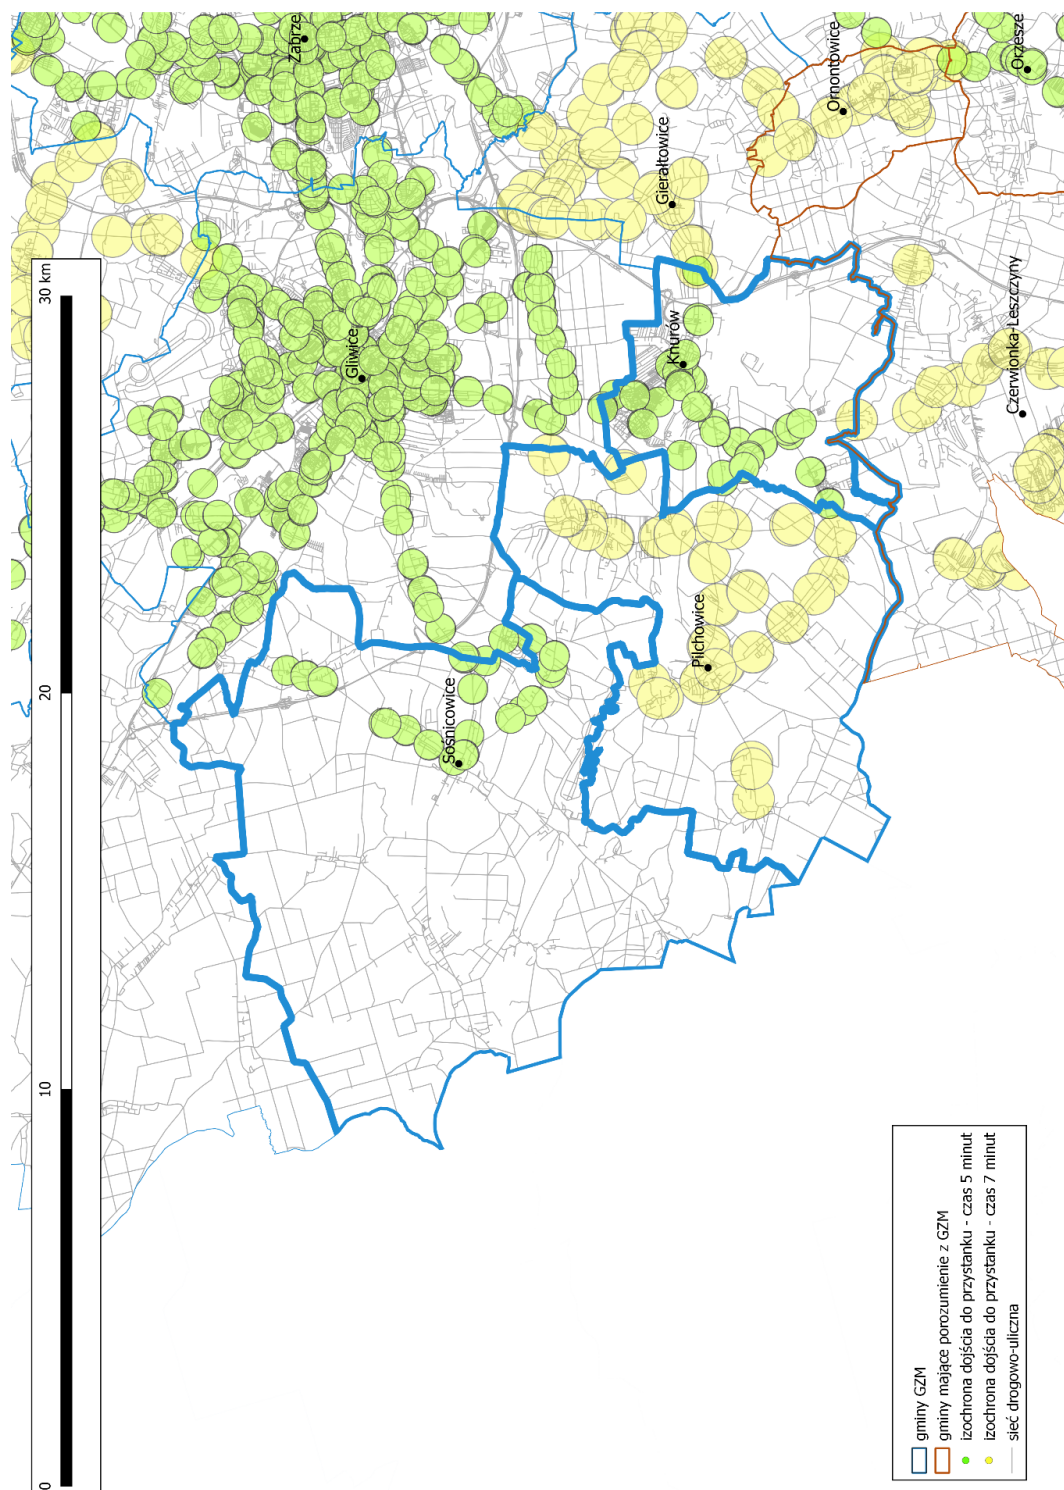 Zabrze
Orzesze
Ornontowice
Gierałtowice
Gliwice
Knurów
Czerwionka-Leszczyny
Pilchowice
Sośnicowice
0
10
20
30 km
gminy GZM
gminy mające porozumienie z GZM
izochrona dojścia do przystanku - czas 5 minut
izochrona dojścia do przystanku - czas 7 minut
sieć drogowo-uliczna